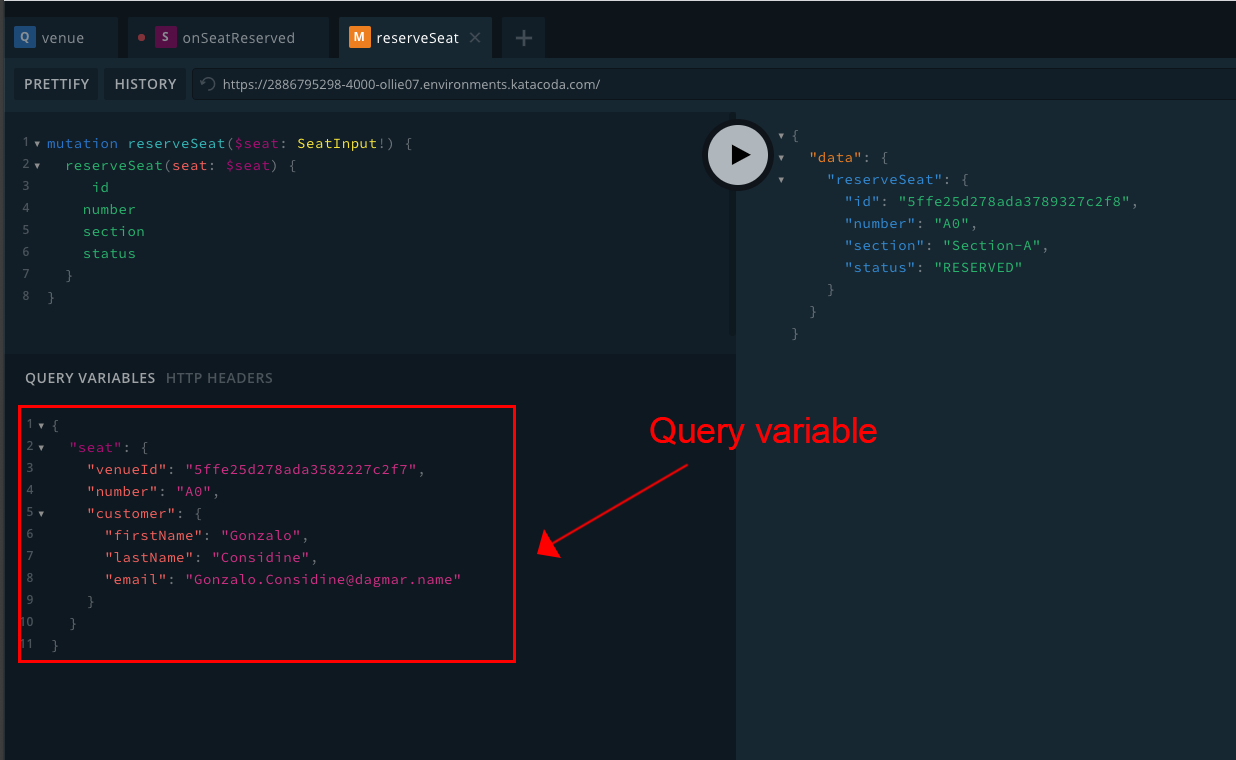 Q venue S onSeatReserved M reserveSeat
PRETTIFY HISTORY https://2886795298-4000-ollie07.environments.katacoda.com/
1 mutation reserveSeat($seat: SeatInput!) {
2 reserveSeat(seat: $seat) {
3 id
4 number
5 section
6 status
7 }
8 }
{
"data": {
"reserveSeat": {
"id": "5ffe25d278ada3789327c2f8",
"number": "A0",
"section": "Section-A",
"status": "RESERVED"
}
}
}
QUERY VARIABLES HTTP HEADERS
1 {
2 "seat": {
3 "venueId": "5ffe25d278ada3582227c2f7",
4 "number": "A0",
5 "customer": {
6 "firstName": "Gonzalo",
7 "lastName": "Considine",
8 "email": "Gonzalo.Considine@dagmar.name"
9 }
10 }
11 }
Query variable